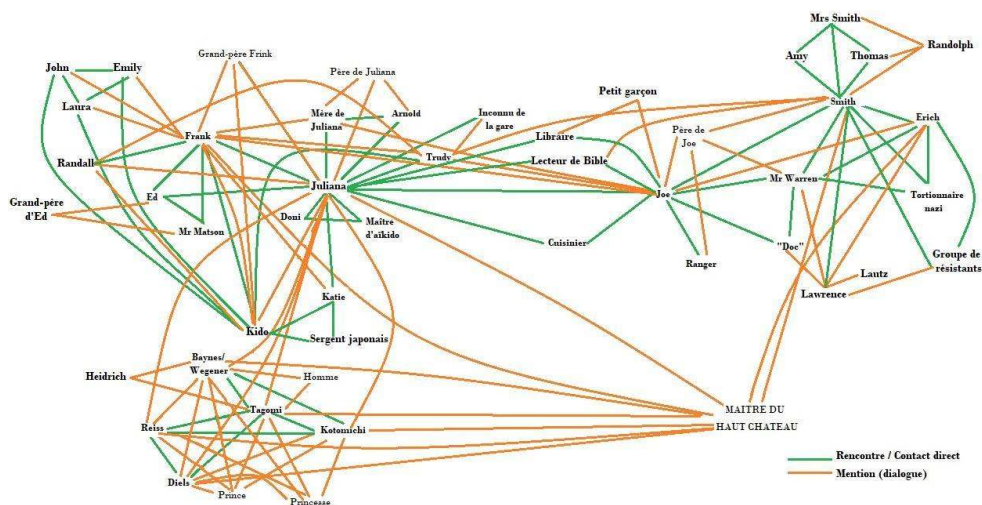 Mrs Smith
Randolph
Amy
Thomas
Grand-père Frink
John
Emily
Père de Juliana
Petit garçon
Smith
Laura
Mère de
Juliana
Arnold
Inconnu de
la gare
Erich
Frank
Libraire
Père de
Joe
Randall
Trudy
Lecteur de Bible
Juliana
Joe
Mr Warren
Ed
Tortionnaire
nazi
Grand-père
d'Ed
Doni
Maître
d'aïkido
Mr Matson
Cuisinier
"Doc"
Ranger
Groupe de
résistants
Lautz
Katie
Lawrence
Kido
Sergent japonais
Baynes/
Wegener
Heidrich
Homme
Tagomi
MAITRE DU
HAUT CHATEAU
Reiss
Kotomichi
Rencontre / Contact direct
Mention (dialogue)
Diels
Prince
Princesse